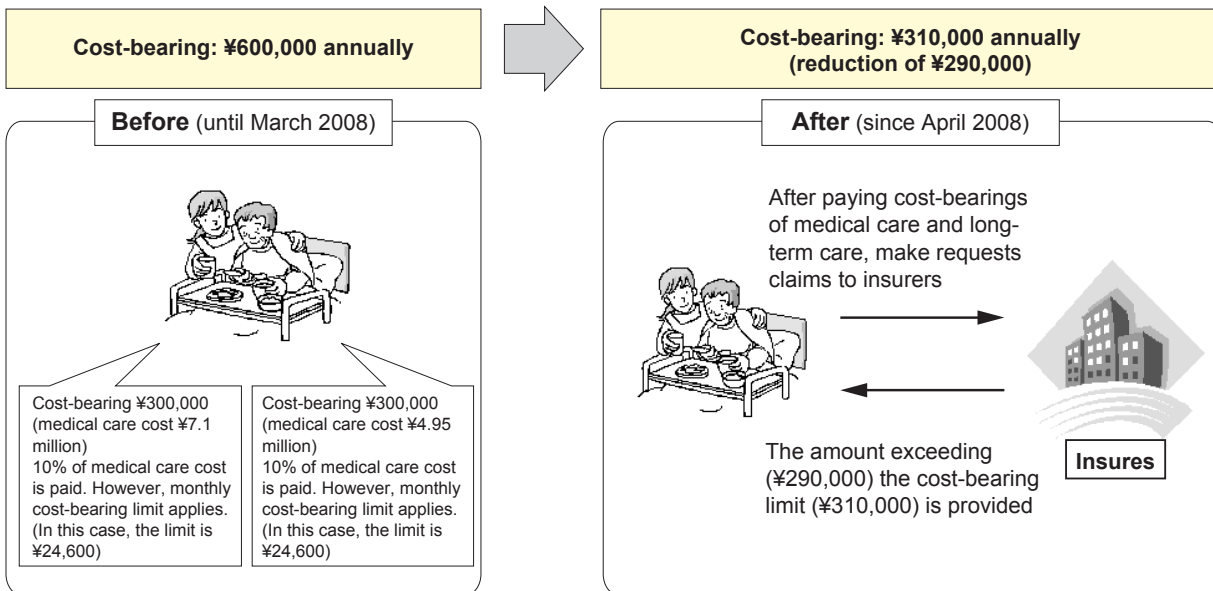 Cost-bearing: ¥600,000 annually
Cost-bearing: ¥310,000 annually
(reduction of ¥290,000)
Before (until March 2008)
Cost-bearing ¥300,000
(medical care cost ¥7.1
million)
10% of medical care cost
is paid. However, monthly
cost-bearing limit applies.
(In this case, the limit is
¥24,600)
Cost-bearing ¥300,000
(medical care cost ¥4.95
million)
10% of medical care cost
is paid. However, monthly
cost-bearing limit applies.
(In this case, the limit is
¥24,600)
After (since April 2008)
After paying cost-bearings
of medical care and long-
term care, make requests
claims to insurers
The amount exceeding
(¥290,000) the cost-bearing
limit (¥310,000) is provided
Insures